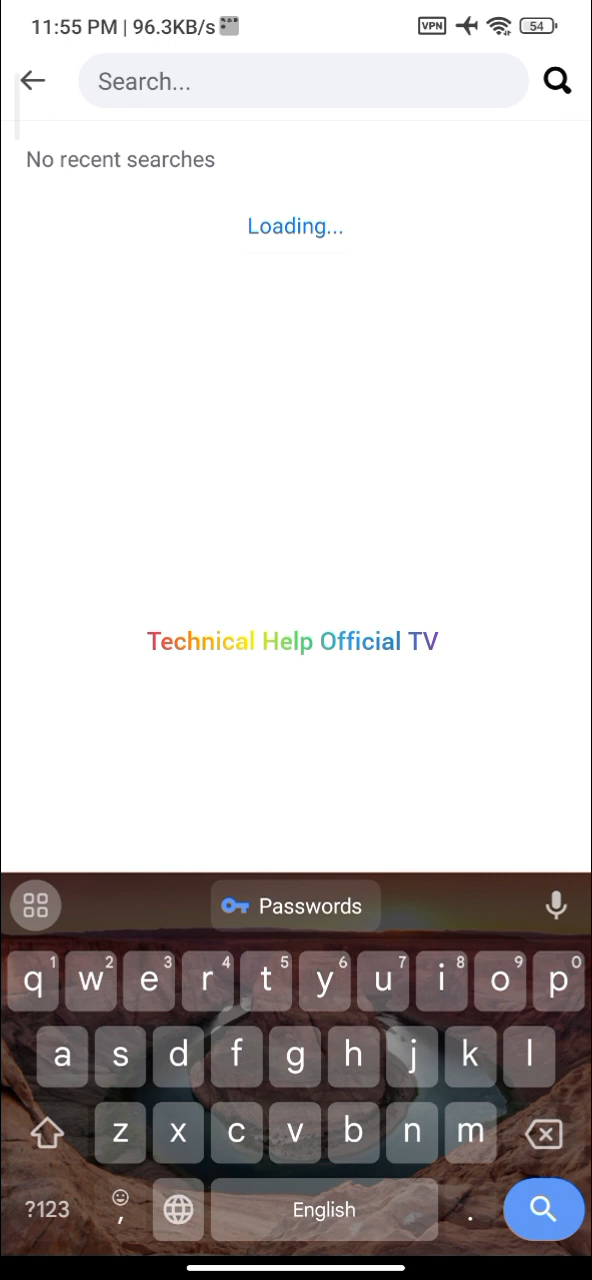 11:55 PM | 96.3KB/s VPN 54
Search...
No recent searches
Loading...
Technical Help Official TV
Passwords
q1 w2 e3 r4 t5 y6 u7 i8 o9 p0
a s d f g h j k l
z x c v b n m
?123 , English .